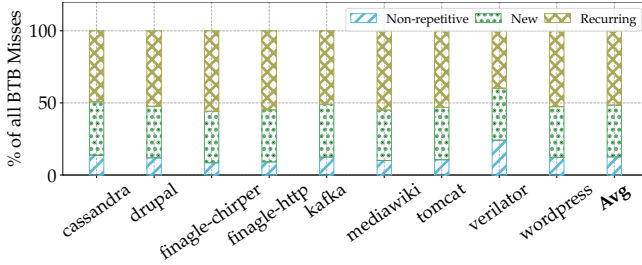 Non-repetitive New Recurring
% of all BTB Misses
100
50
0
cassandra
drupal
finagle-chirper
finagle-http
kafka
mediawiki
tomcat
verilator
wordpress
Avg